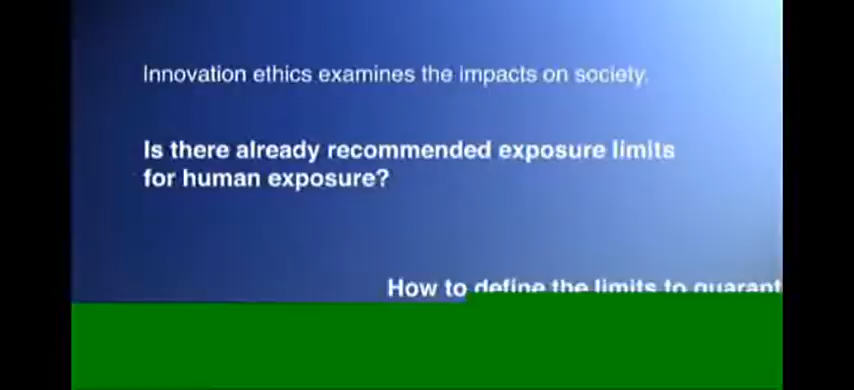 Innovation ethics examines the impacts on society.
Is there already recommended exposure limits
for human exposure?
How to define the limits to